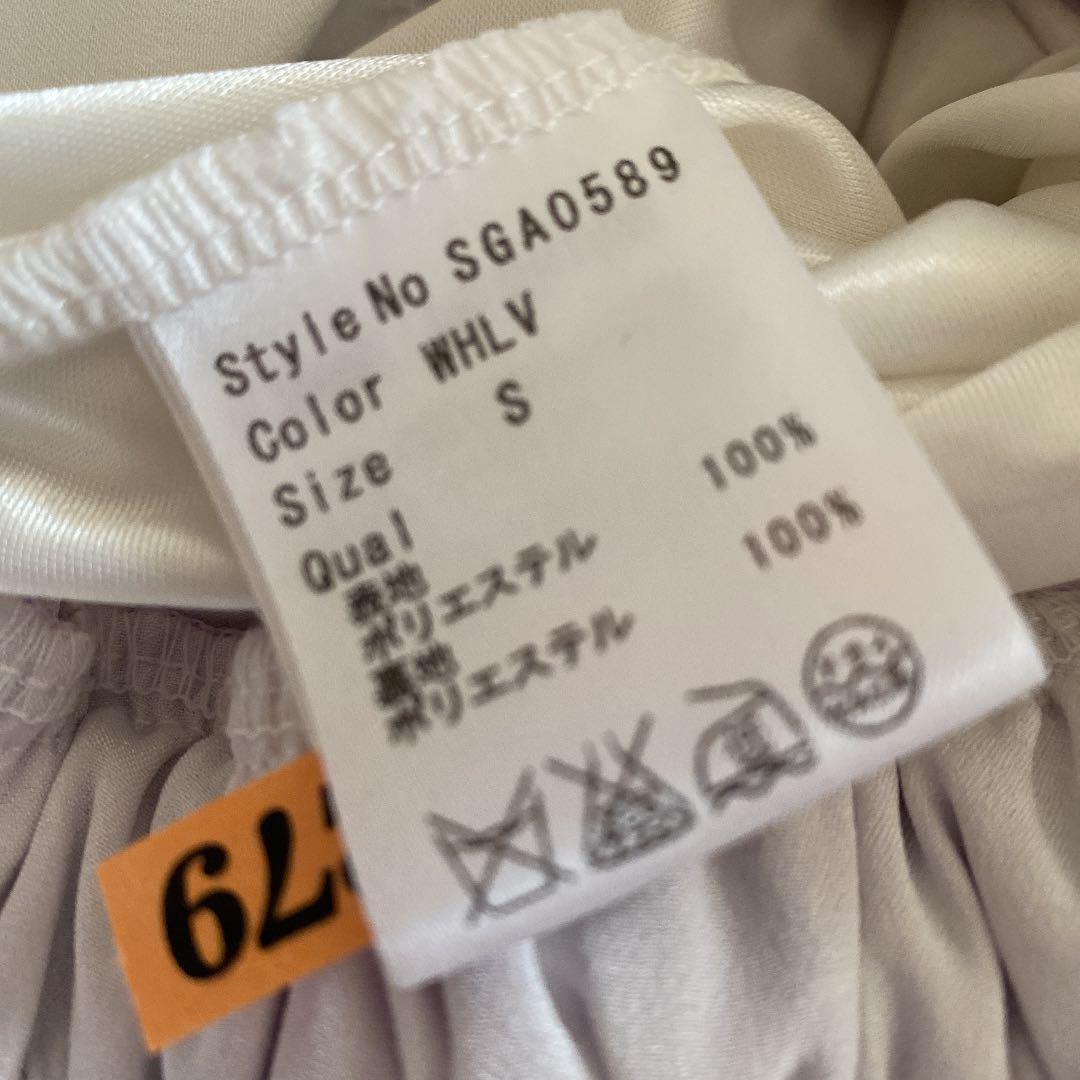 Style No SGA0589
Color WHLV
Size S
Qual
表地
ポリエステル 100%
裏地
ポリエステル 100%